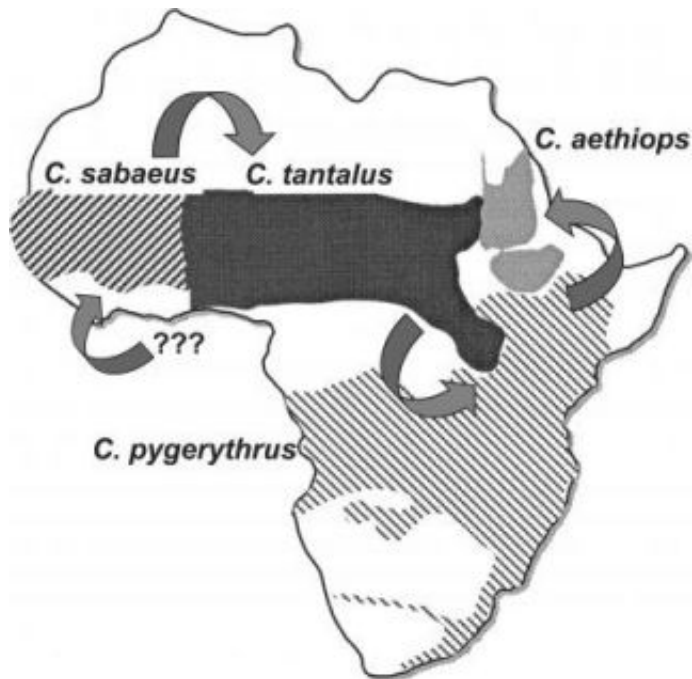 C. aethiops
C. sabaeus
C. tantalus
???
C. pygerythrus